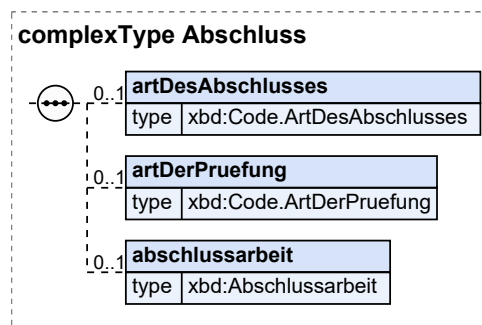 complexType Abschluss
0..1 artDesAbschlusses
type xbd:Code.ArtDesAbschlusses
0..1 artDerPruefung
type xbd:Code.ArtDerPruefung
0..1 abschlussarbeit
type xbd:Abschlussarbeit